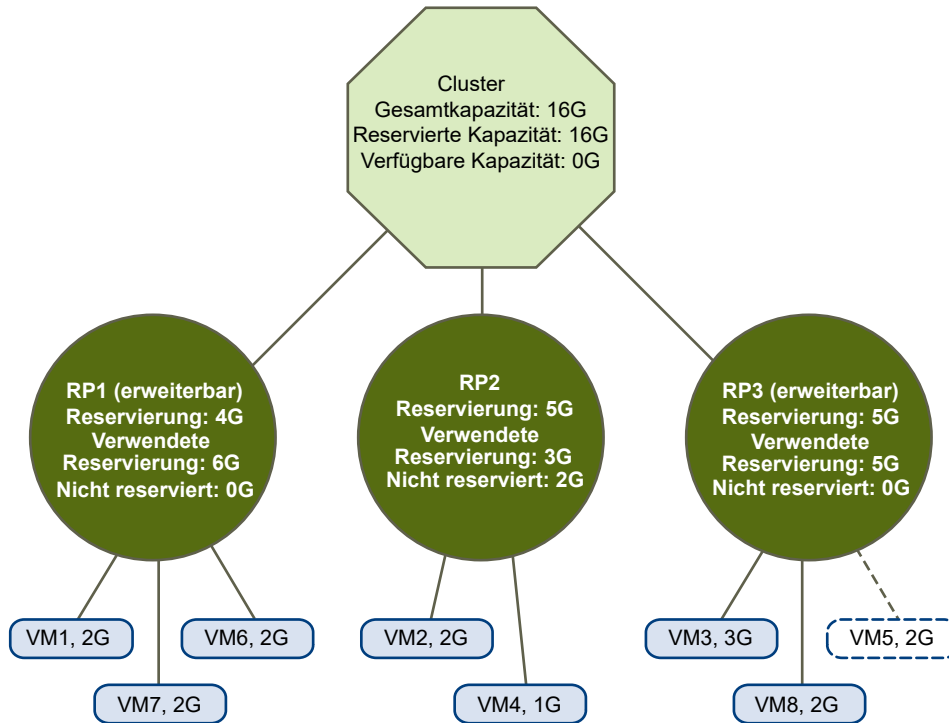 Cluster
Gesamtkapazität: 16G
Reservierte Kapazität: 16G
Verfügbare Kapazität: 0G
RP1 (erweiterbar)
Reservierung: 4G
Verwendete
Reservierung: 6G
Nicht reserviert: 0G
RP2
Reservierung: 5G
Verwendete
Reservierung: 3G
Nicht reserviert: 2G
RP3 (erweiterbar)
Reservierung: 5G
Verwendete
Reservierung: 5G
Nicht reserviert: 0G
VM1, 2G
VM6, 2G
VM7, 2G
VM2, 2G
VM4, 1G
VM3, 3G
VM5, 2G
VM8, 2G